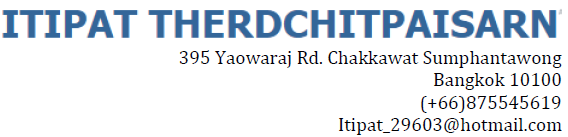 ITIPAT THERDCHITPAISARN
395 Yaowaraj Rd. Chakkawat Sumphantawong
Bangkok 10100
(+66)875545619
Itipat_29603@hotmail.com